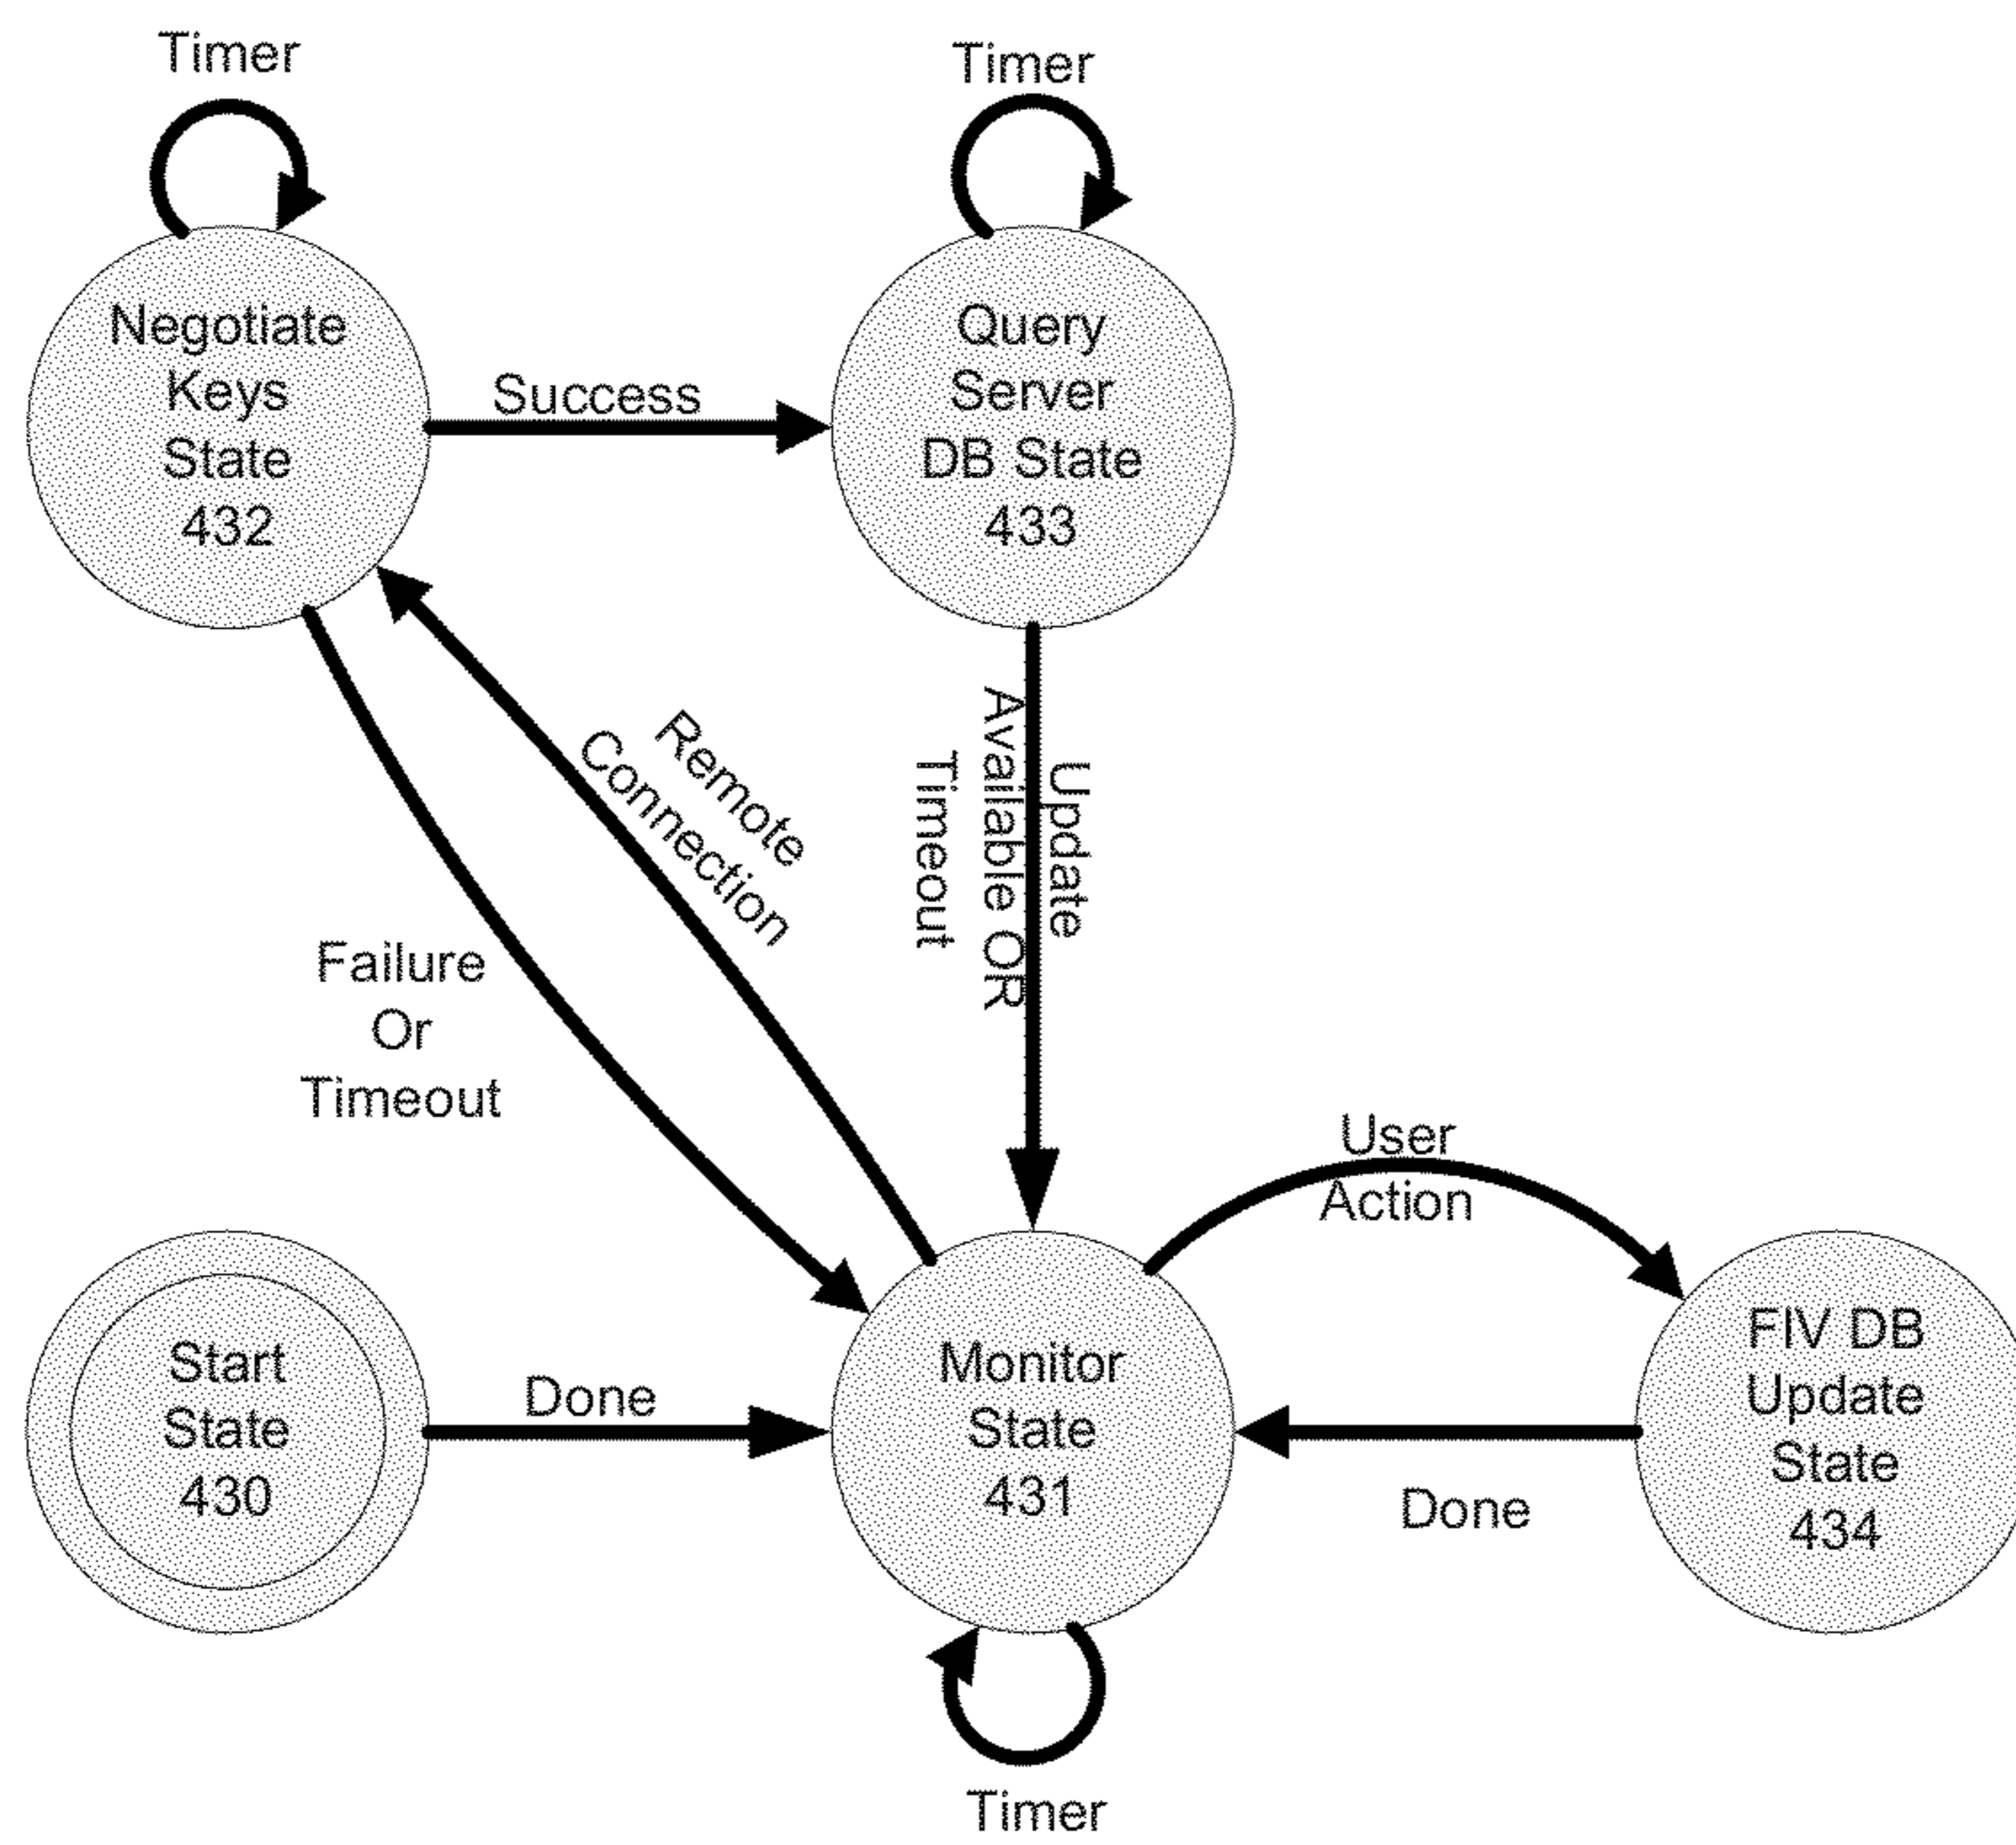 Timer
Timer
Negotiate
Keys
State
432
Success
Query
Server
DB State
433
Remote
Connection
Update
Available OR
Timeout
Failure
Or
Timeout
User
Action
Start
State
430
Done
Monitor
State
431
FIV DB
Update
State
434
Done
Timer